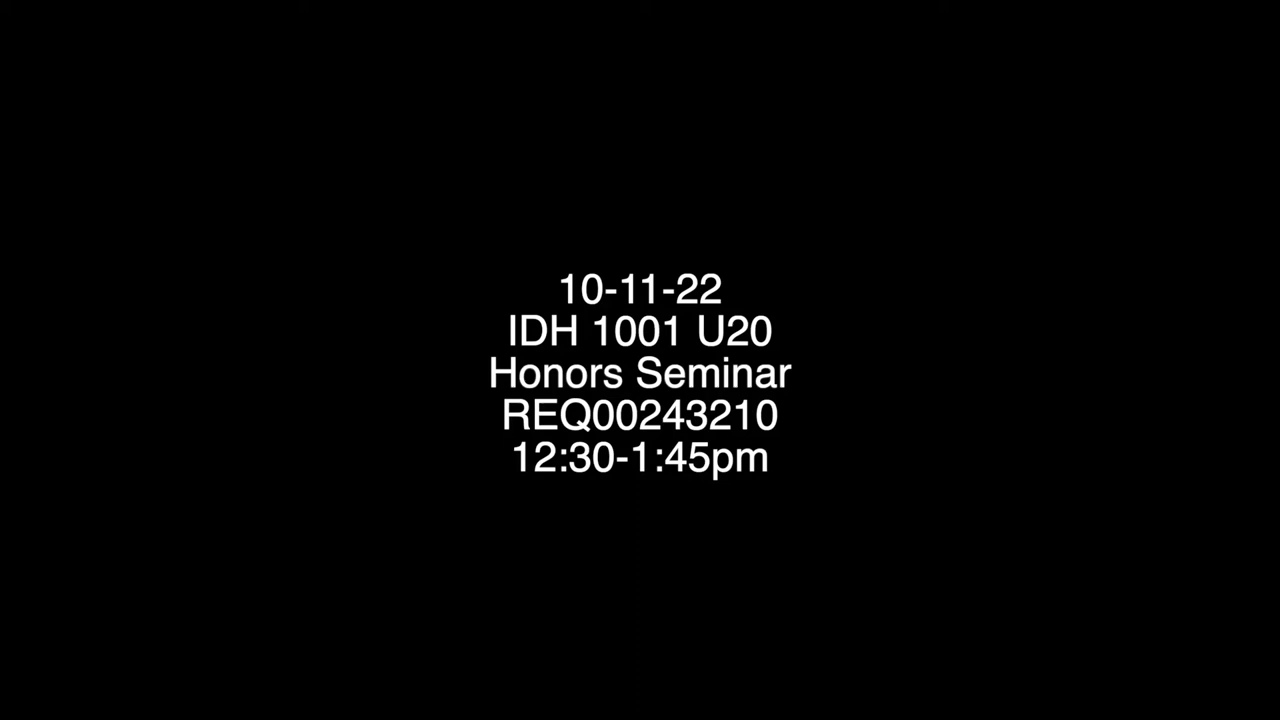 10-11-22
IDH 1001 U20
Honors Seminar
REQ00243210
12:30-1:45pm